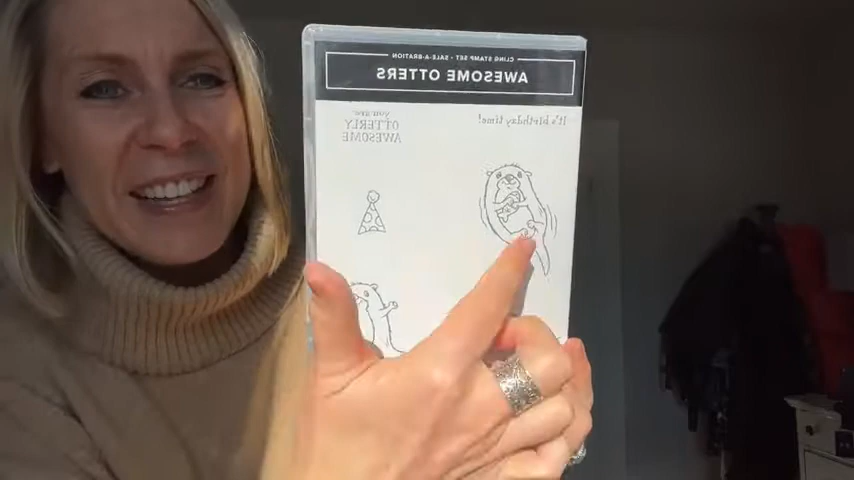 CLING STAMP SET • SALE-A-BRATION
AWESOME OTTERS
It's birthday time!
you are
OTTERLY
AWESOME